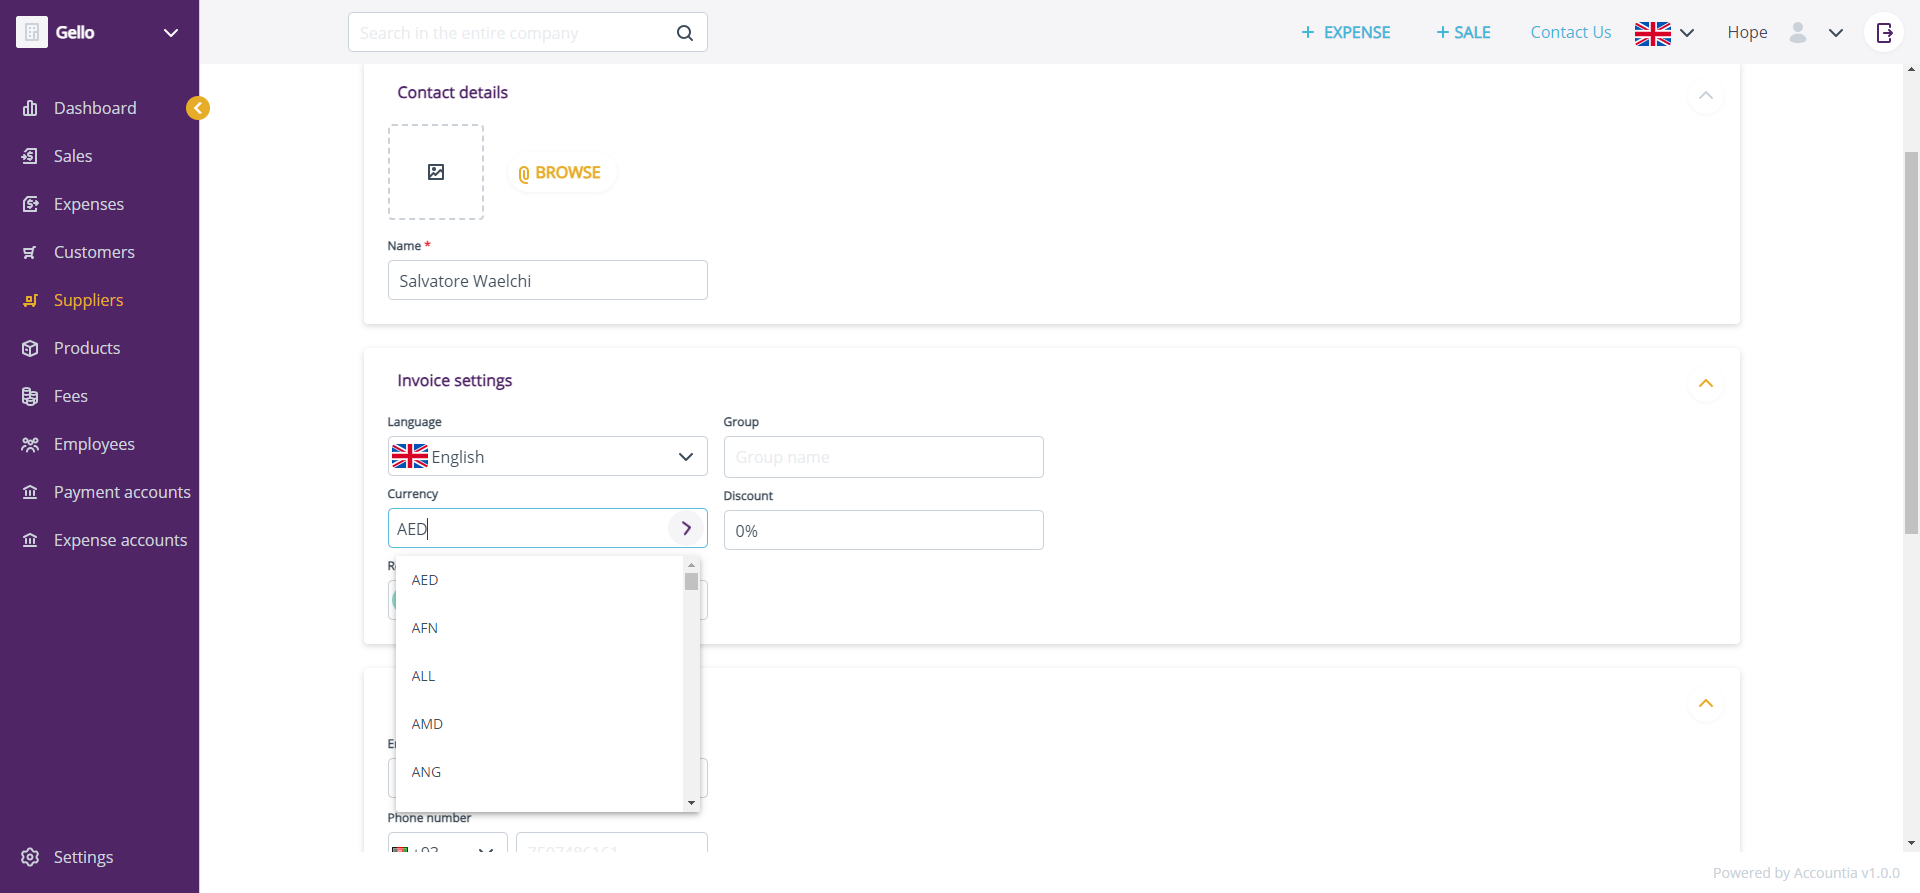 Gello
Search in the entire company
+ EXPENSE
+ SALE
Contact Us
Hope
Dashboard
Sales
Expenses
Customers
Suppliers
Products
Fees
Employees
Payment accounts
Expense accounts
Settings
Contact details
BROWSE
Name *
Salvatore Waelchi
Invoice settings
Language
Group
English
Group name
Currency
Discount
AED
0%
AED
AFN
ALL
AMD
ANG
Phone number
+93
7507486161
Powered by Accountia v1.0.0